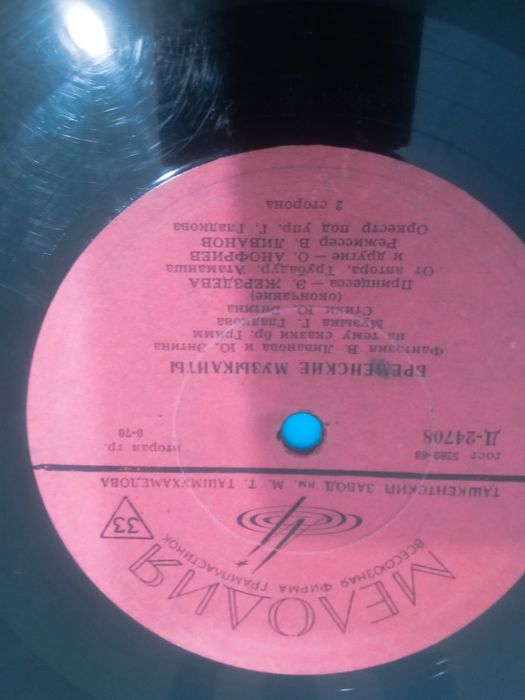 МЕЛОДИЯ
ВСЕСОЮЗНАЯ ФИРМА ГРАМПЛАСТИНОК
33
ТАШКЕНТСКИЙ ЗАВОД им. М. Т. ТАШМУХАМЕДОВА
ГОСТ 5289-68
вторая гр.
Д-24708
0-70
БРЕМЕНСКИЕ МУЗЫКАНТЫ
Фантазия В. Ливанова и Ю. Энтина
на тему сказки бр. Гримм
Музыка Г. Гладкова
Стихи Ю. Энтина
(окончание)
Принцесса — Э. ЖЕРЗДЕВА
От автора, Трубадур, Атаманша
и другие — О. АНОФРИЕВ
Режиссер В. ЛИВАНОВ
Оркестр под упр. Г. Гладкова
2 сторона